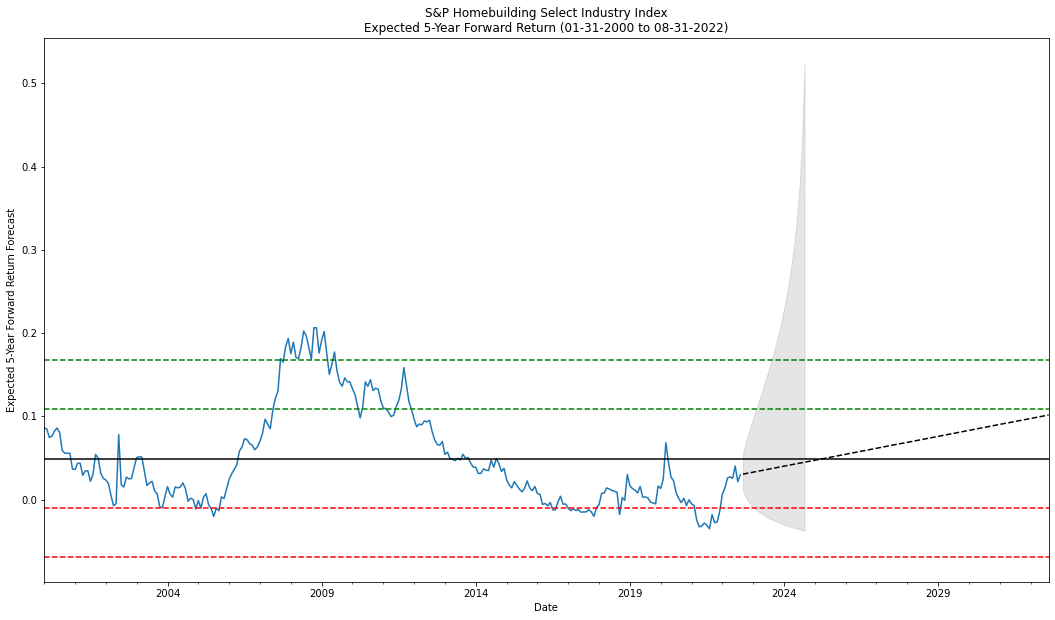 S&P Homebuilding Select Industry Index
Expected 5-Year Forward Return (01-31-2000 to 08-31-2022)
Expected 5-Year Forward Return Forecast
0.5
0.4
0.3
0.2
0.1
0.0
2004 2009 2014 2019 2024 2029
Date